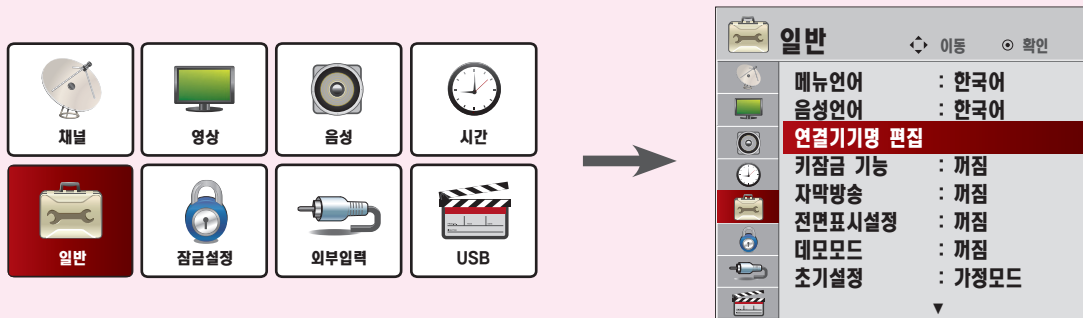 채널 영상 음성 시간
일반 잠금설정 외부입력 USB
일반 이동 확인
메뉴언어 : 한국어
음성언어 : 한국어
연결기기명 편집
키잠금 기능 : 꺼짐
자막방송 : 꺼짐
전면표시설정 : 꺼짐
데모모드 : 꺼짐
초기설정 : 가정모드